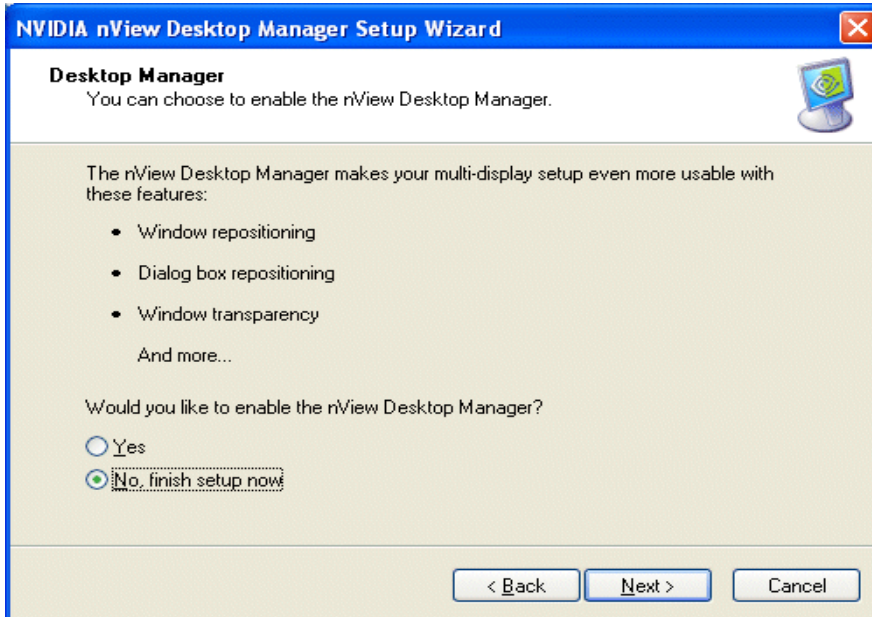 NVIDIA nView Desktop Manager Setup Wizard
Desktop Manager
You can choose to enable the nView Desktop Manager.
The nView Desktop Manager makes your multi-display setup even more usable with
these features:
• Window repositioning
• Dialog box repositioning
• Window transparency
And more...
Would you like to enable the nView Desktop Manager?
Yes
No, finish setup now
< Back Next > Cancel